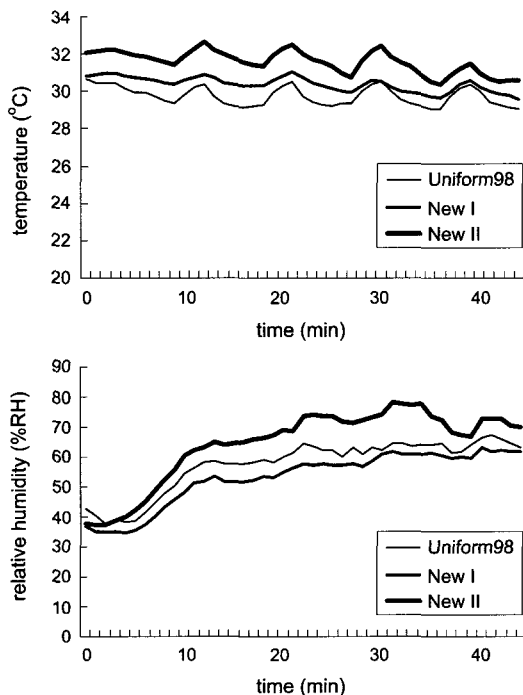 temperature (°C)
34
32
30
28
26
24
22
20
Uniform98
New I
New II
0 10 20 30 40
time (min)
relative humidity (%RH)
90
80
70
60
50
40
30
20
10
0
Uniform98
New I
New II
0 10 20 30 40
time (min)